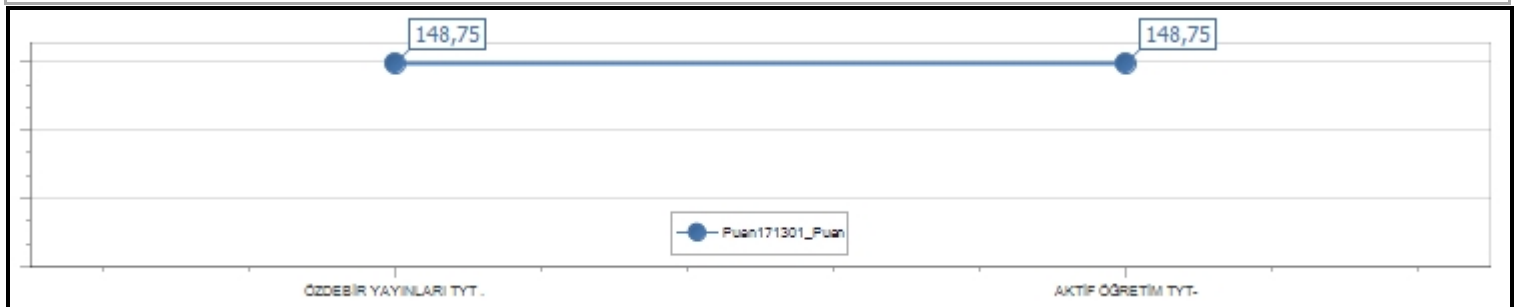 148,75
148,75
Puan171301_Puan
ÖZDEBİR YAYINLARI TYT .
AKTİF ÖĞRETİM TYT-